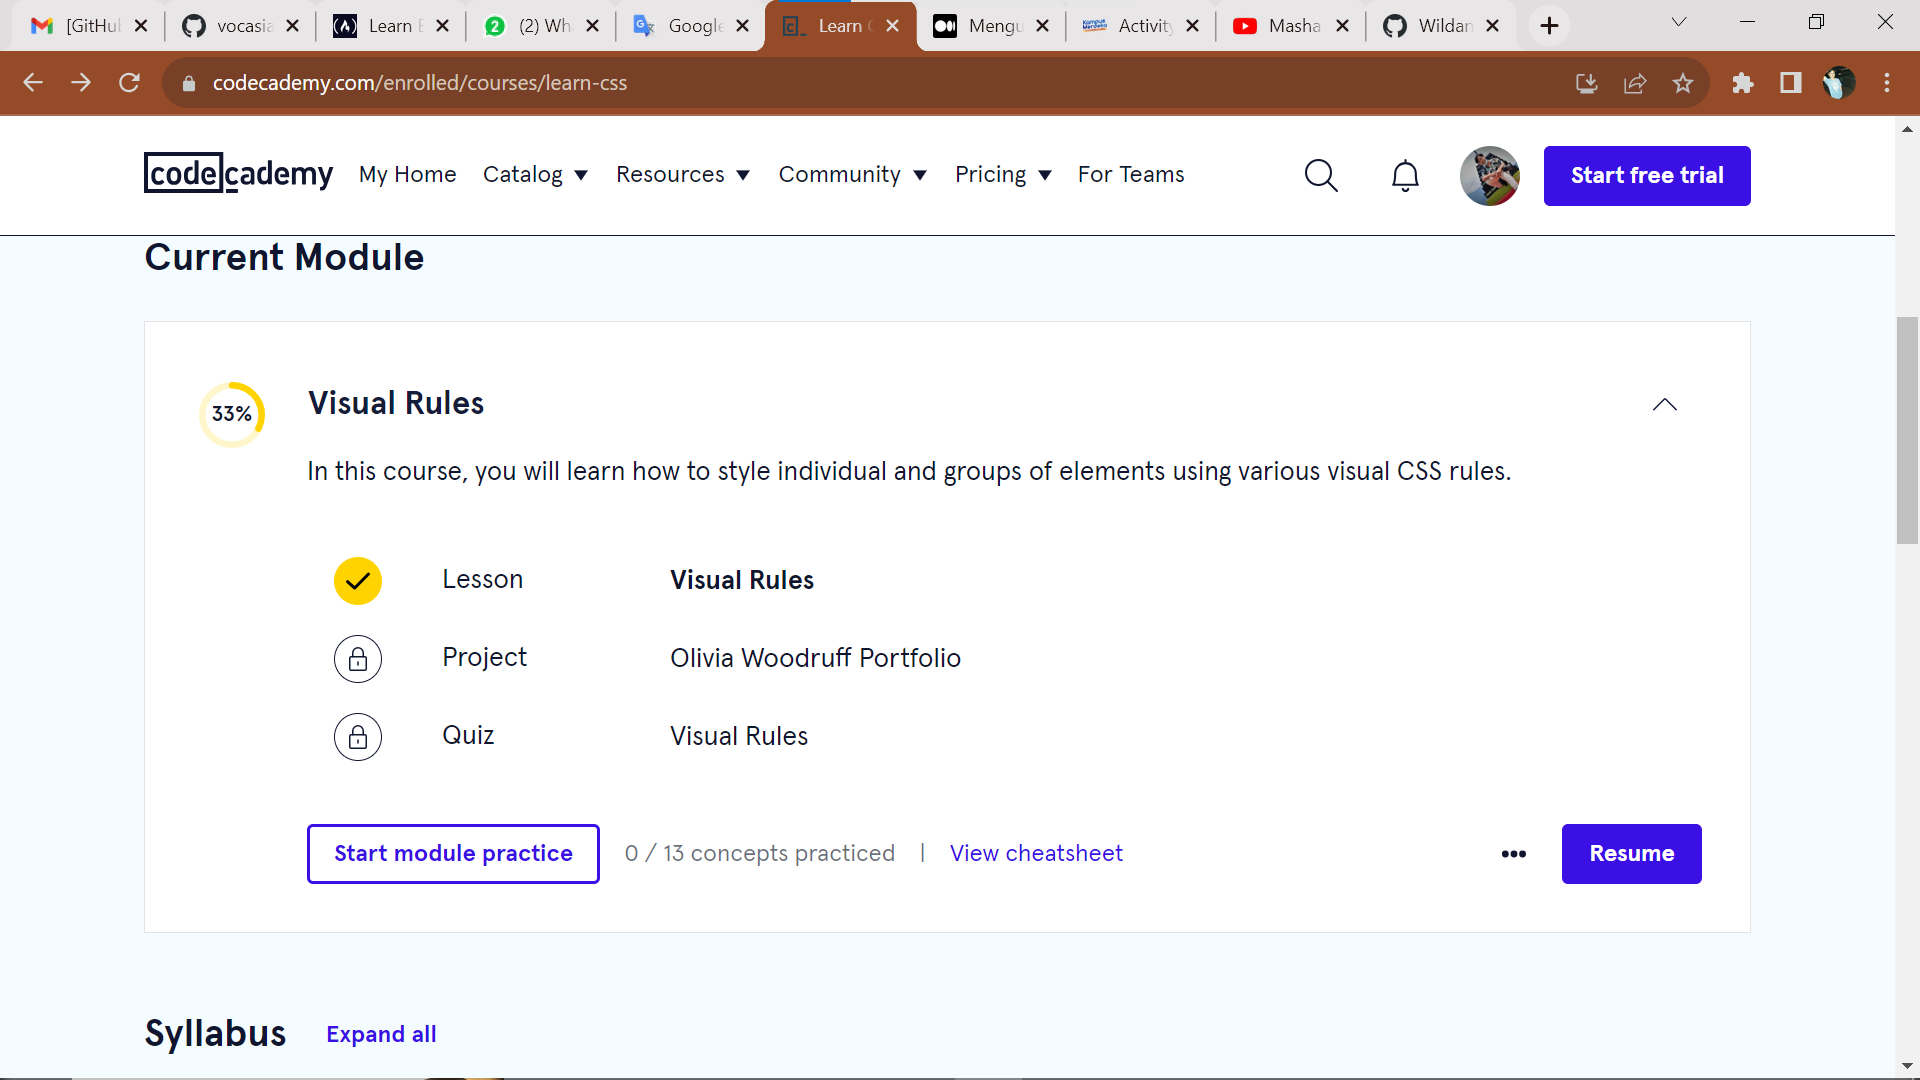 [GitHub
vocasia
Learn
(2) Wh
Google
Learn
Mengu
Activity
Masha
Wildan
codecademy.com/enrolled/courses/learn-css
codecademy My Home Catalog Resources Community Pricing For Teams Start free trial
Current Module
33% Visual Rules
In this course, you will learn how to style individual and groups of elements using various visual CSS rules.
Lesson Visual Rules
Project Olivia Woodruff Portfolio
Quiz Visual Rules
Start module practice 0 / 13 concepts practiced | View cheatsheet ••• Resume
Syllabus Expand all